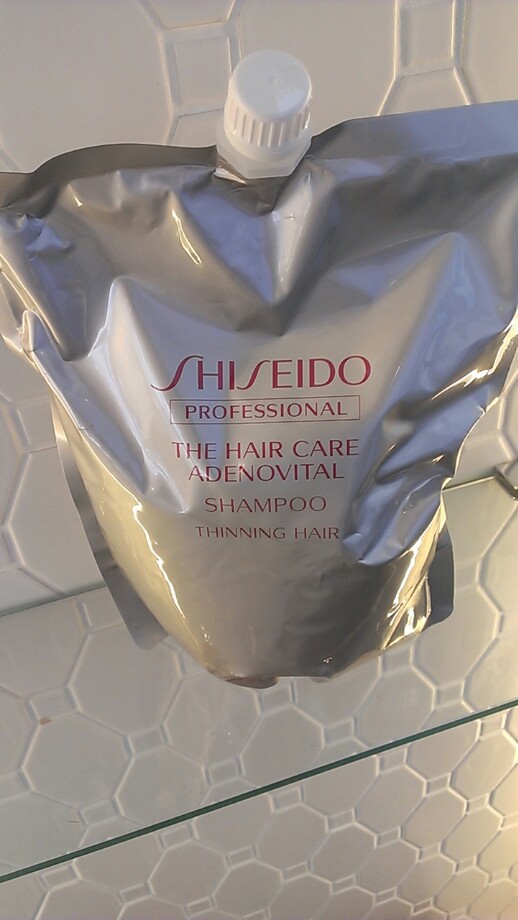 SHISEIDO
PROFESSIONAL
THE HAIR CARE
ADENOVITAL
SHAMPOO
THINNING HAIR